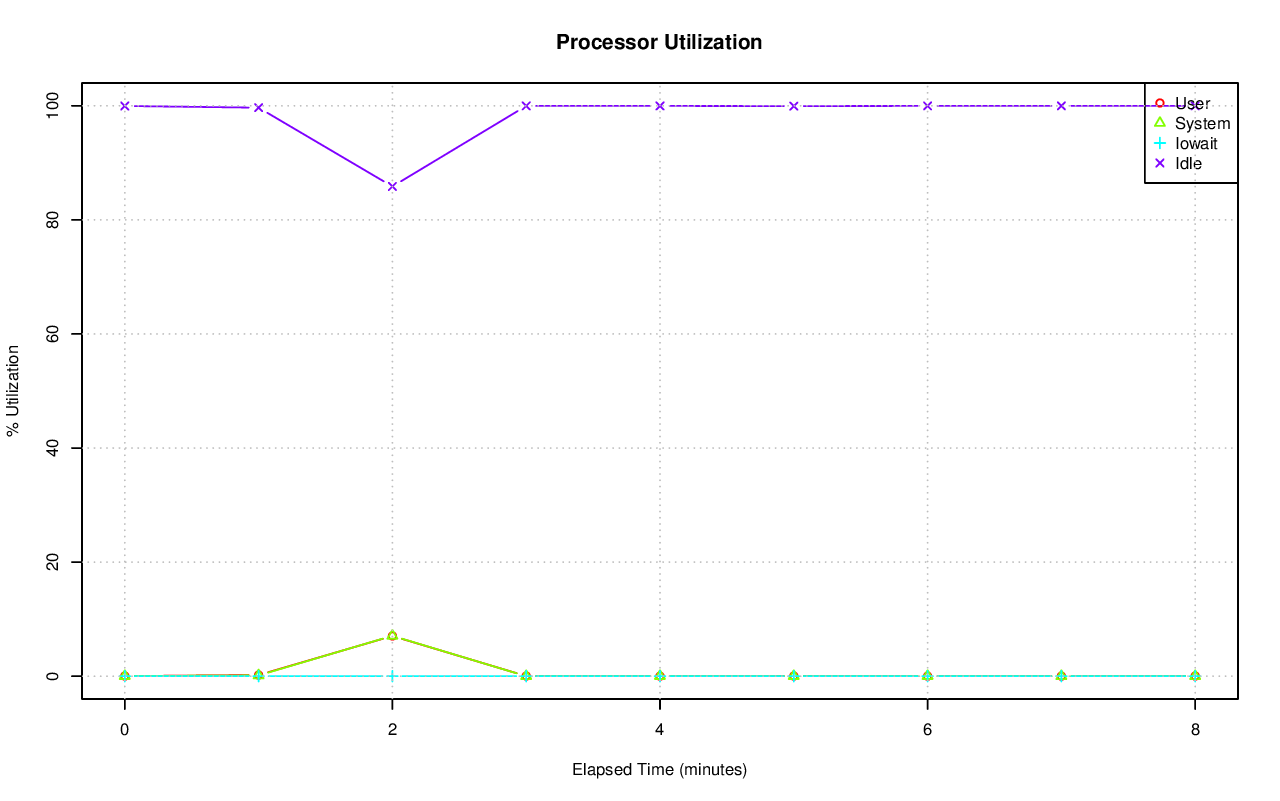 Processor Utilization
100
80
60
40
20
0
% Utilization
User
System
Iowait
Idle
0 2 4 6 8
Elapsed Time (minutes)